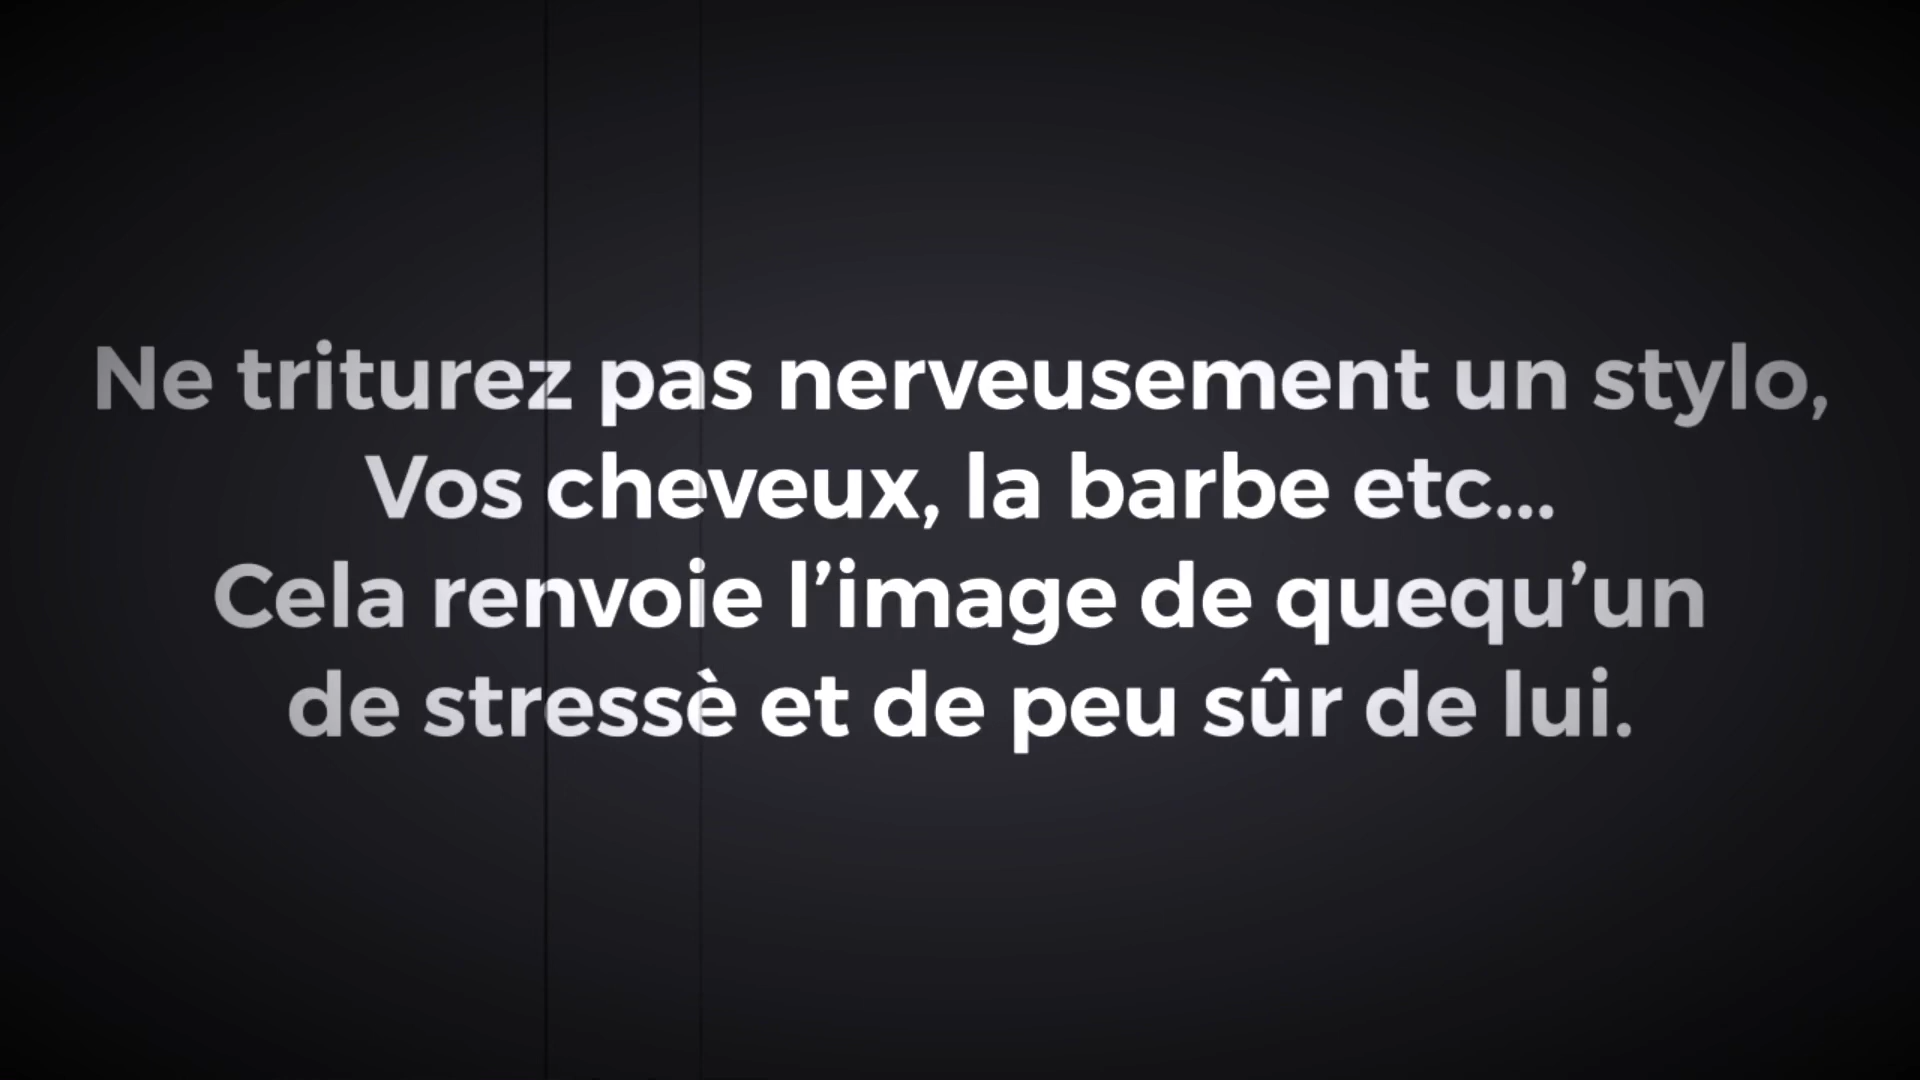 Ne triturez pas nerveusement un stylo,
Vos cheveux, la barbe etc...
Cela renvoie l’image de quequ’un
de stressè et de peu sûr de lui.